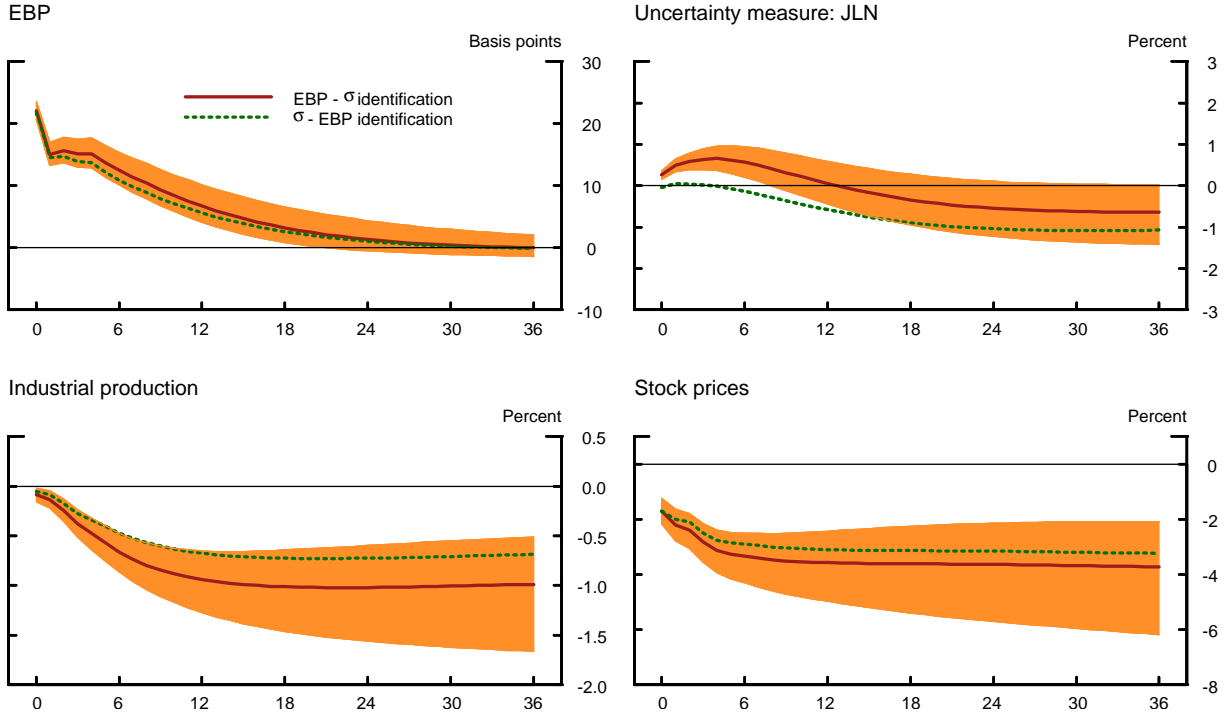 EBP
Basis points
30
20
10
0
-10
EBP - σ identification
σ - EBP identification
0 6 12 18 24 30 36
Uncertainty measure: JLN
Percent
3
2
1
0
-1
-2
-3
0 6 12 18 24 30 36
Industrial production
Percent
0.5
0.0
-0.5
-1.0
-1.5
-2.0
0 6 12 18 24 30 36
Stock prices
Percent
0
-2
-4
-6
-8
0 6 12 18 24 30 36